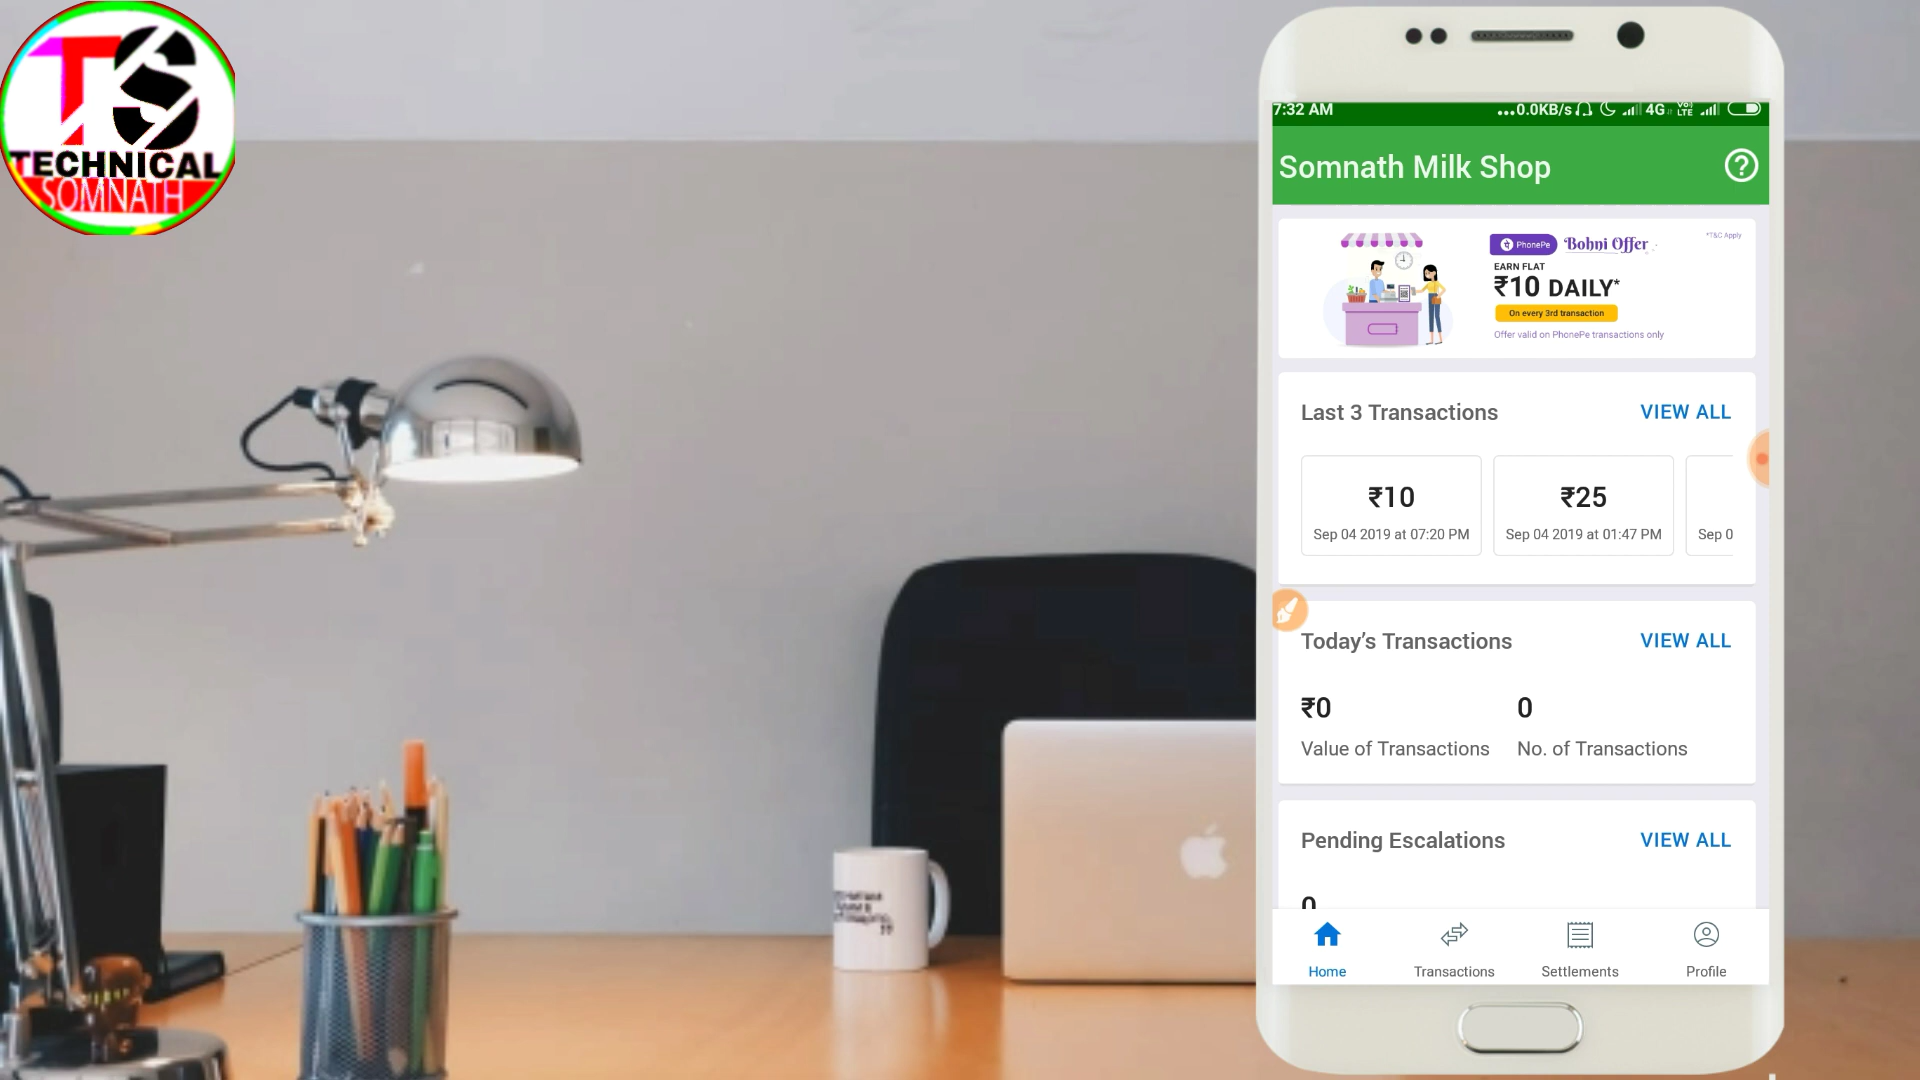 TS
TECHNICAL
SOMNATH
7:32 AM
...0.0KB/s 4G VoLTE
Somnath Milk Shop
?
PhonePe Bohni Offer
*T&C Apply
EARN FLAT
₹10 DAILY*
On every 3rd transaction
Offer valid on PhonePe transactions only
Last 3 Transactions VIEW ALL
₹10 ₹25
Sep 04 2019 at 07:20 PM Sep 04 2019 at 01:47 PM Sep 0
Today’s Transactions VIEW ALL
₹0 0
Value of Transactions No. of Transactions
Pending Escalations VIEW ALL
0
Home Transactions Settlements Profile